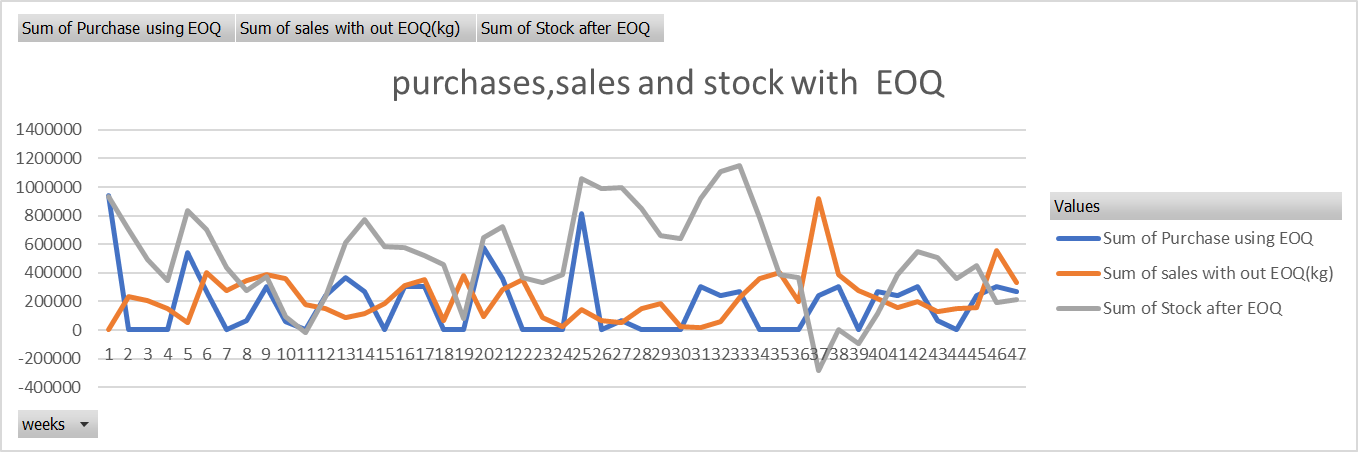 Sum of Purchase using EOQ Sum of sales with out EOQ(kg) Sum of Stock after EOQ
purchases,sales and stock with  EOQ
1400000
1200000
1000000
800000
600000
400000
200000
0
-200000
-400000
1 2 3 4 5 6 7 8 9 10 11 12 13 14 15 16 17 18 19 20 21 22 23 24 25 26 27 28 29 30 31 32 33 34 35 36 37 38 39 40 41 42 43 44 45 46 47
Values
Sum of Purchase using EOQ
Sum of sales with out EOQ(kg)
Sum of Stock after EOQ
weeks